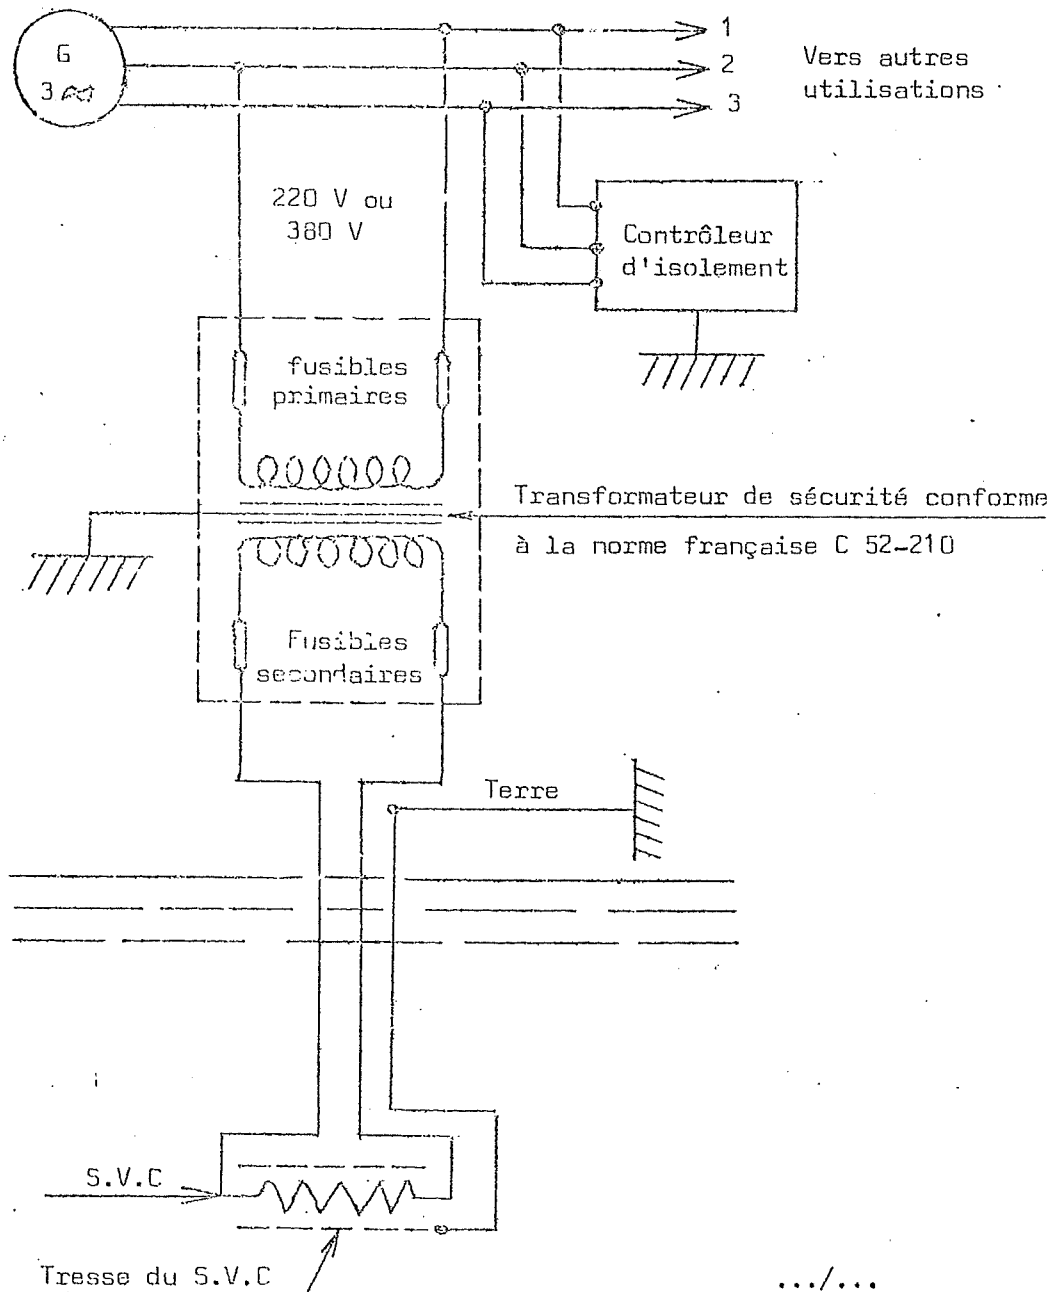 G
3
1
2
3
Vers autres
utilisations
220 V ou
380 V
Contrôleur
d'isolement
fusibles
primaires
Transformateur de sécurité conforme
à la norme française C 52-210
Fusibles
secondaires
Terre
S.V.C
Tresse du S.V.C
.../...